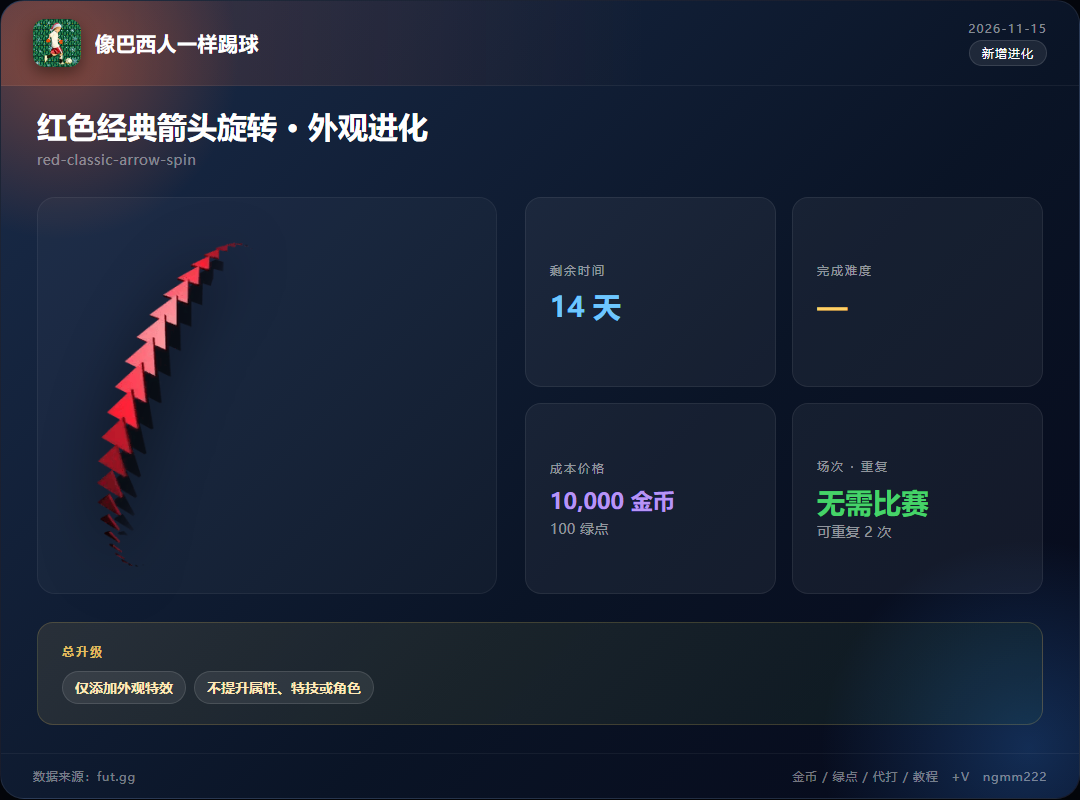 像巴西人一样踢球
2026-11-15
新增进化
红色经典箭头旋转 • 外观进化
red-classic-arrow-spin
剩余时间
14 天
完成难度
—
成本价格
10,000 金币
100 绿点
场次 · 重复
无需比赛
可重复 2 次
总升级
仅添加外观特效
不提升属性、特技或角色
数据来源：fut.gg
金币 / 绿点 / 代打 / 教程 +V ngmm222